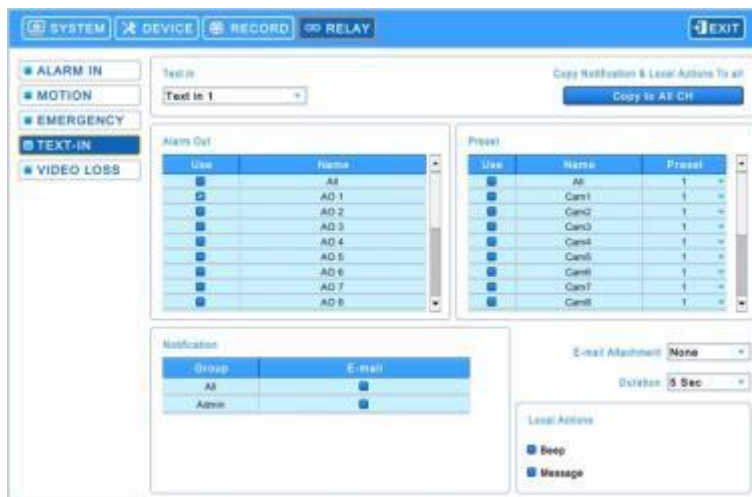 SYSTEM DEVICE RECORD RELAY EXIT
ALARM IN
MOTION
EMERGENCY
TEXT-IN
VIDEO LOSS
Text In
Text in 1
Copy Notification & Local Actions To all
Copy to All CH
Alarm Out
Use Name
All
AO 1
AO 2
AO 3
AO 4
AO 5
AO 6
AO 7
AO 8
Preset
Use Name Preset
All 1
Cam1 1
Cam2 1
Cam3 1
Cam4 1
Cam5 1
Cam6 1
Cam7 1
Cam8 1
Notification
Group E-mail
All
Admin
E-mail Attachment None
Duration 5 Sec
Local Actions
Beep
Message